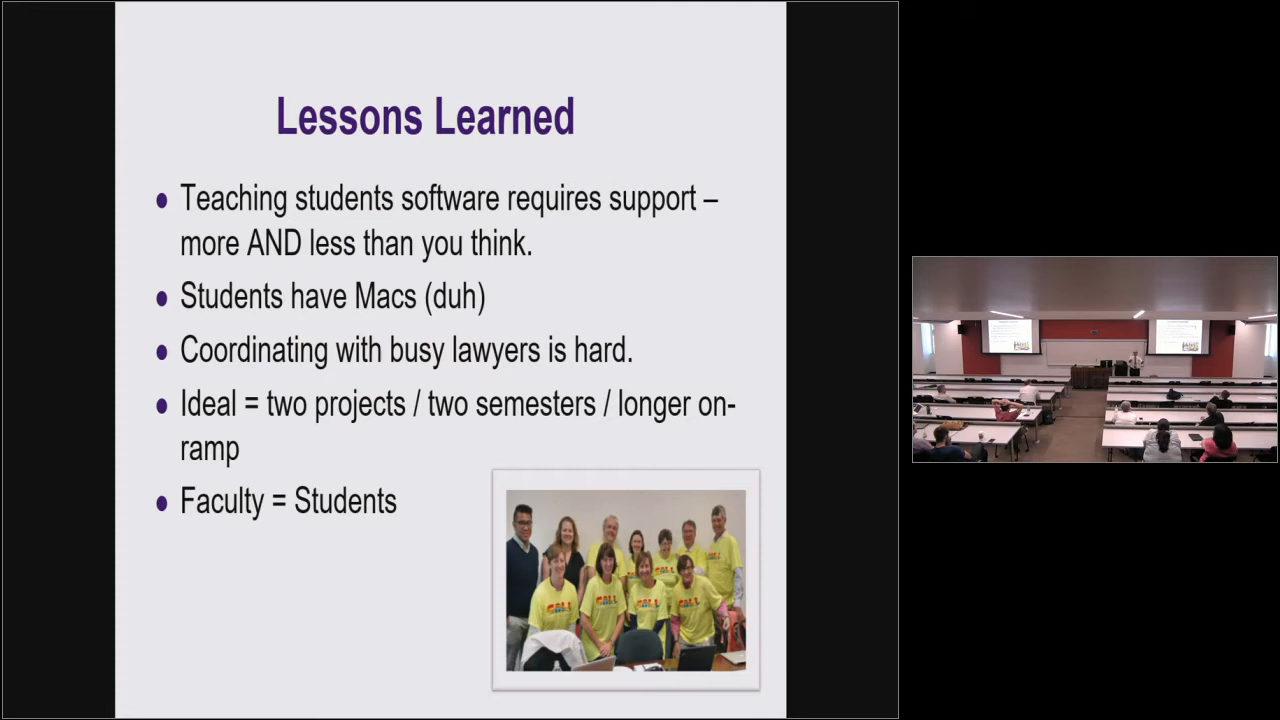 Lessons Learned
● Teaching students software requires support –
more AND less than you think.
● Students have Macs (duh)
● Coordinating with busy lawyers is hard.
● Ideal = two projects / two semesters / longer on-
ramp
● Faculty = Students